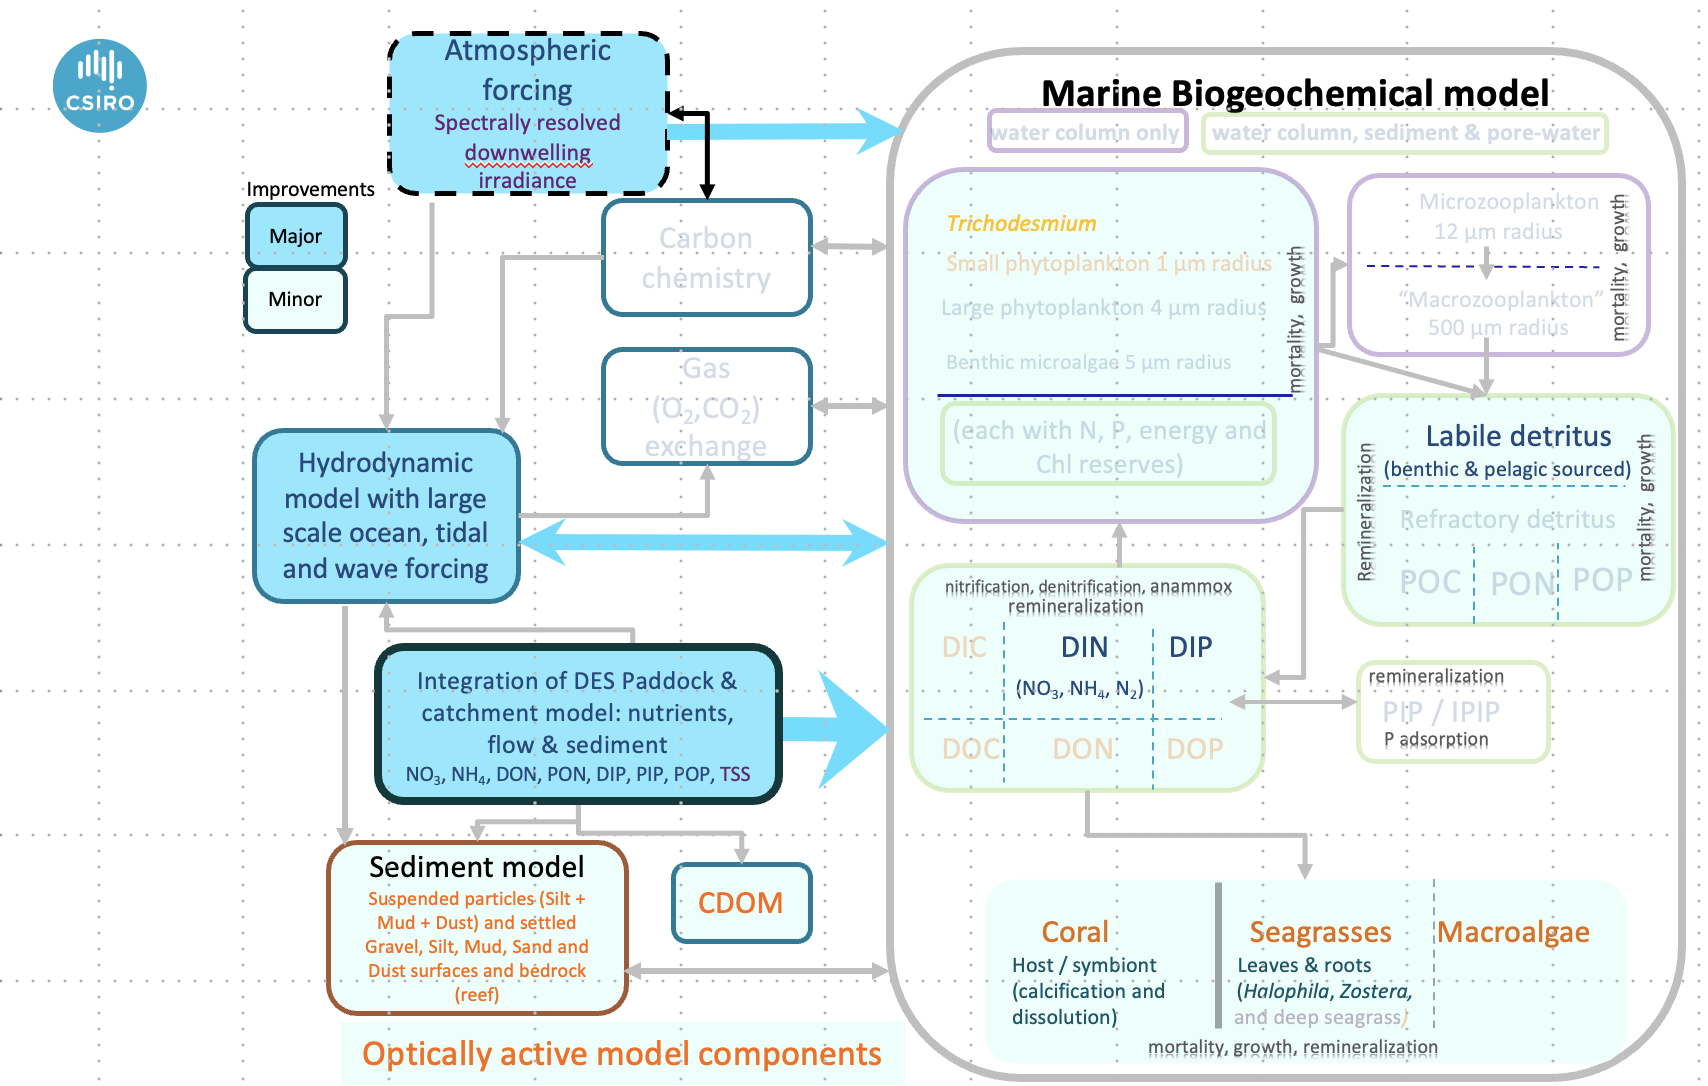 CSIRO
Atmospheric
forcing
Spectrally resolved
downwelling
irradiance
Improvements
Major
Minor
Carbon
chemistry
Gas
(O₂,CO₂)
exchange
Hydrodynamic
model with large
scale ocean, tidal
and wave forcing
Integration of DES Paddock &
catchment model: nutrients,
flow & sediment
NO₃, NH₄, DON, PON, DIP, PIP, POP, TSS
Sediment model
Suspended particles (Silt +
Mud + Dust) and settled
Gravel, Silt, Mud, Sand and
Dust surfaces and bedrock
(reef)
CDOM
Optically active model components
Marine Biogeochemical model
water column only
water column, sediment & pore-water
Trichodesmium
Small phytoplankton 1 µm radius
Large phytoplankton 4 µm radius
Benthic microalgae 5 µm radius
(each with N, P, energy and
Chl reserves)
mortality, growth
Microzooplankton
12 µm radius
“Macrozooplankton”
500 µm radius
mortality, growth
Labile detritus
(benthic & pelagic sourced)
Refractory detritus
POC PON POP
Remineralization
mortality, growth
nitrification, denitrification, anammox
remineralization
DIC DIN DIP
(NO₃, NH₄, N₂)
DOC DON DOP
remineralization
PIP / IPIP
P adsorption
Coral
Host / symbiont
(calcification and
dissolution)
Seagrasses
Leaves & roots
(Halophila, Zostera,
and deep seagrass)
Macroalgae
mortality, growth, remineralization